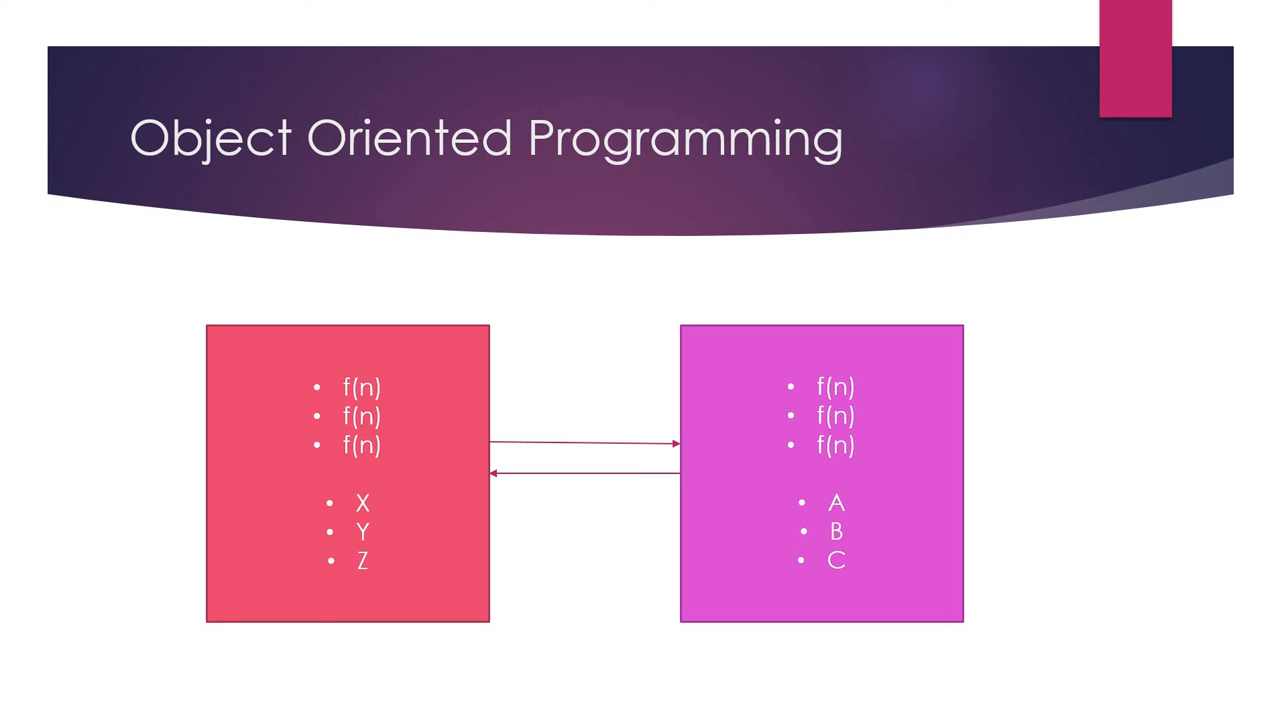 Object Oriented Programming
• f(n)
• f(n)
• f(n)
• X
• Y
• Z
• f(n)
• f(n)
• f(n)
• A
• B
• C